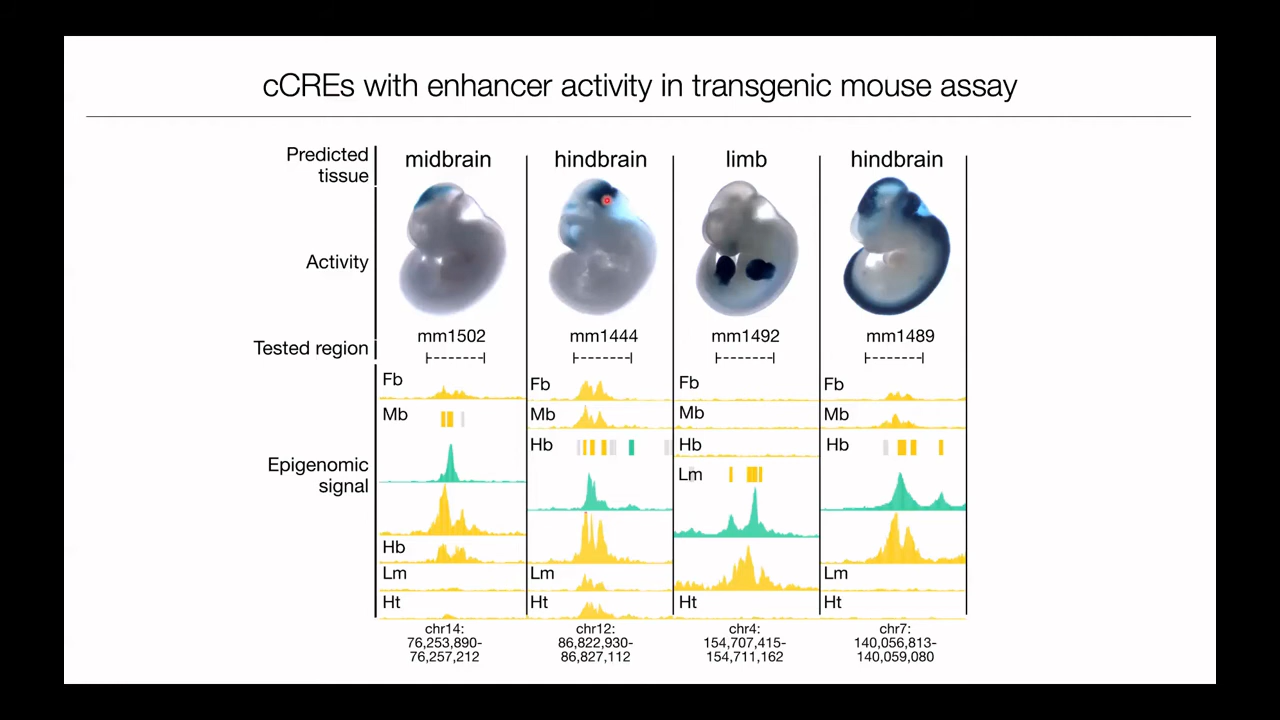 cCREs with enhancer activity in transgenic mouse assay
Predicted
tissue
midbrain
hindbrain
limb
hindbrain
Activity
Tested region
mm1502
mm1444
mm1492
mm1489
Epigenomic
signal
Fb
Mb
Hb
Lm
Ht
chr14:
76,253,890-
76,257,212
Fb
Mb
Hb
Lm
Ht
chr12:
86,822,930-
86,827,112
Fb
Mb
Hb
Lm
Ht
chr4:
154,707,415-
154,711,162
Fb
Mb
Hb
Lm
Ht
chr7:
140,056,813-
140,059,080